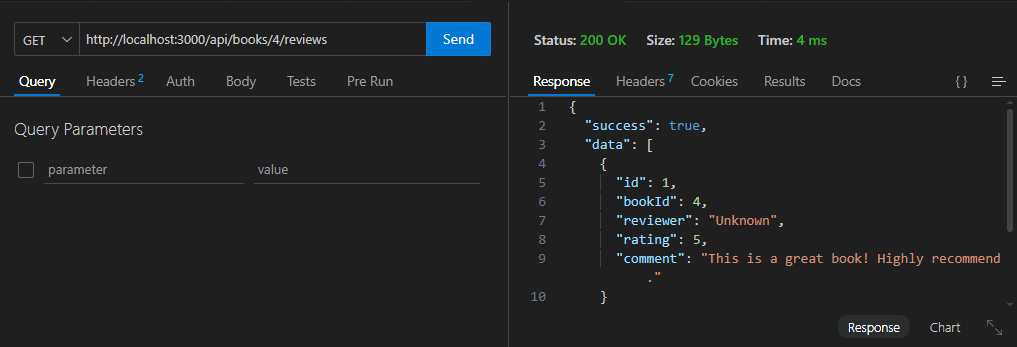 GET http://localhost:3000/api/books/4/reviews Send
Query Headers 2 Auth Body Tests Pre Run
Query Parameters
parameter value
Status: 200 OK Size: 129 Bytes Time: 4 ms
Response Headers 7 Cookies Results Docs { }
1 {
2 "success": true,
3 "data": [
4 {
5 "id": 1,
6 "bookId": 4,
7 "reviewer": "Unknown",
8 "rating": 5,
9 "comment": "This is a great book! Highly recommend
."
10 }
Response Chart